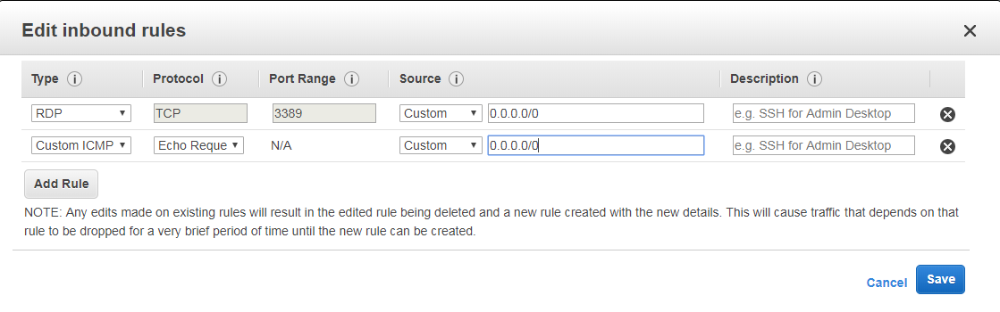 Edit inbound rules
Type Protocol Port Range Source Description
RDP TCP 3389 Custom 0.0.0.0/0 e.g. SSH for Admin Desktop
Custom ICMP Echo Reque N/A Custom 0.0.0.0/0 e.g. SSH for Admin Desktop
Add Rule
NOTE: Any edits made on existing rules will result in the edited rule being deleted and a new rule created with the new details. This will cause traffic that depends on that
rule to be dropped for a very brief period of time until the new rule can be created.
Cancel Save